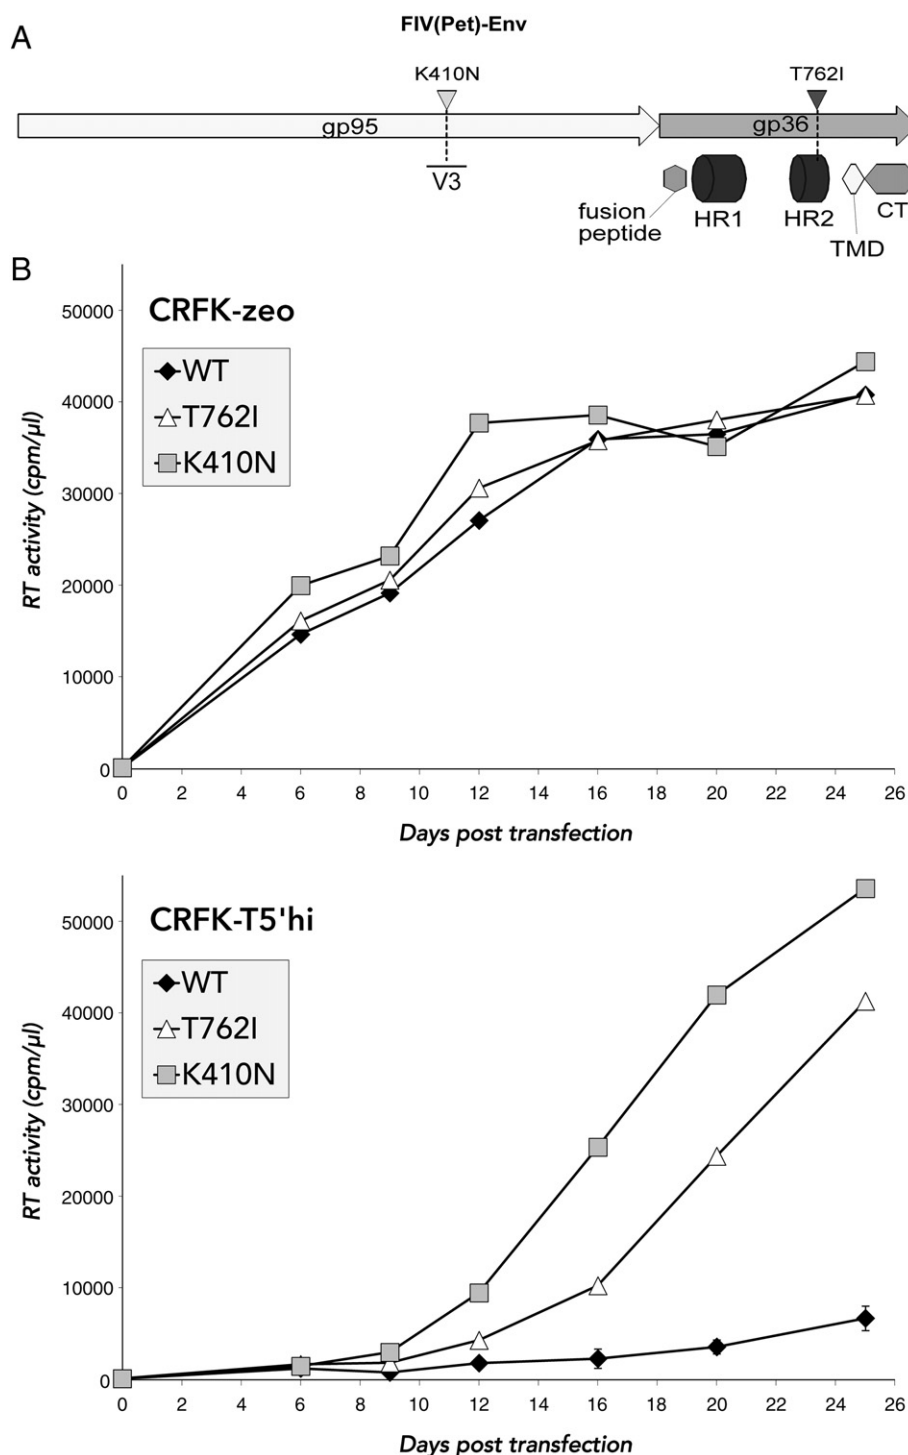 A
FIV(Pet)-Env
K410N
T762I
gp95
gp36
V3
fusion
peptide
HR1
HR2
TMD
CT
B
CRFK-zeo
WT
T762I
K410N
RT activity (cpm/µl)
50000
40000
30000
20000
10000
0
0 2 4 6 8 10 12 14 16 18 20 22 24 26
Days post transfection
CRFK-T5'hi
WT
T762I
K410N
RT activity (cpm/µl)
50000
40000
30000
20000
10000
0
0 2 4 6 8 10 12 14 16 18 20 22 24 26
Days post transfection